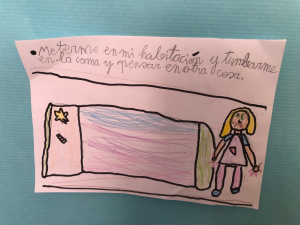 • Meterme en mi habitación y tumbarme
en la cama y pensar en otra cosa.